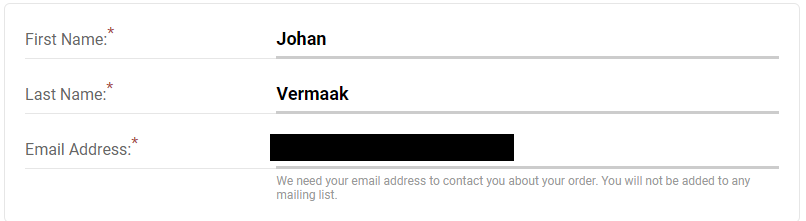 First Name:* Johan
Last Name:* Vermaak
Email Address:*
We need your email address to contact you about your order. You will not be added to any
mailing list.